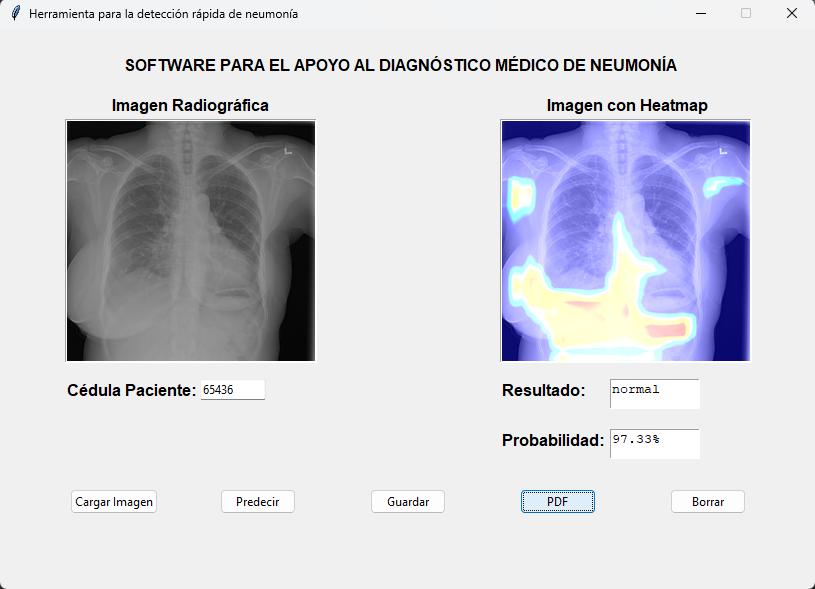 Herramienta para la detección rápida de neumonía
SOFTWARE PARA EL APOYO AL DIAGNÓSTICO MÉDICO DE NEUMONÍA
Imagen Radiográfica
Imagen con Heatmap
L
L
Cédula Paciente: 65436
Resultado: normal
Probabilidad: 97.33%
Cargar Imagen Predecir Guardar PDF Borrar